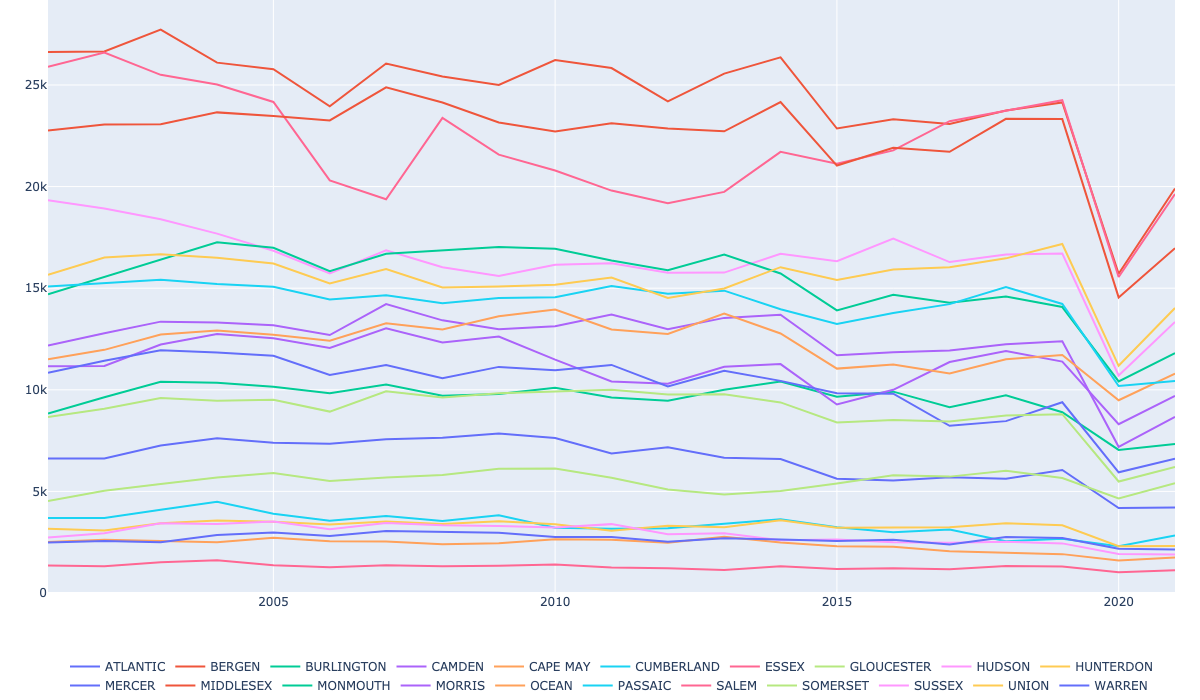 25k
20k
15k
10k
5k
0
2005 2010 2015 2020
ATLANTIC BERGEN BURLINGTON CAMDEN CAPE MAY CUMBERLAND ESSEX GLOUCESTER HUDSON HUNTERDON
MERCER MIDDLESEX MONMOUTH MORRIS OCEAN PASSAIC SALEM SOMERSET SUSSEX UNION WARREN